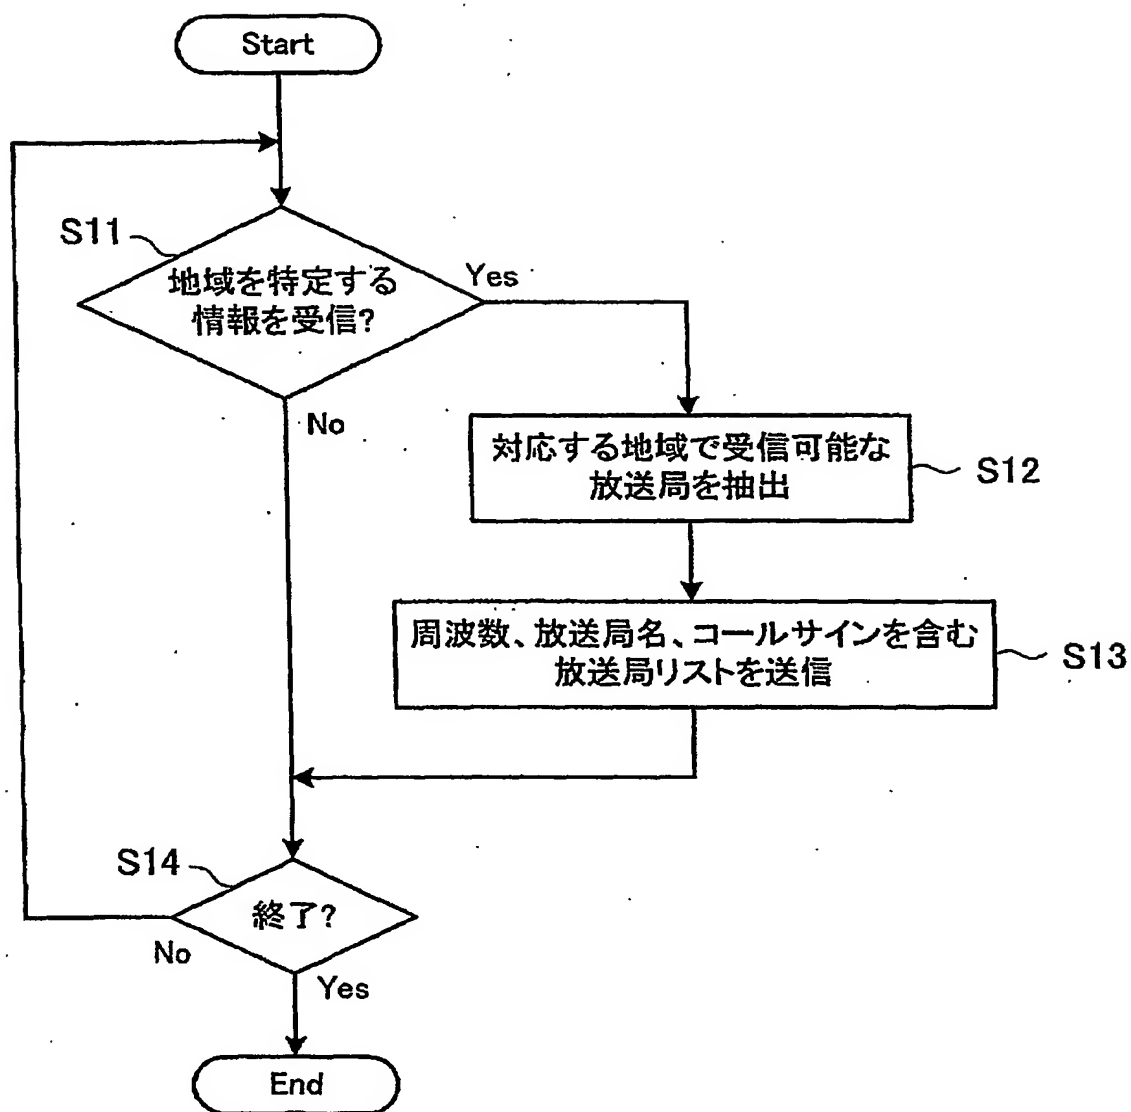 Start
S11
地域を特定する
情報を受信?
Yes
No
対応する地域で受信可能な
放送局を抽出
S12
周波数、放送局名、コールサインを含む
放送局リストを送信
S13
S14
終了?
No
Yes
End